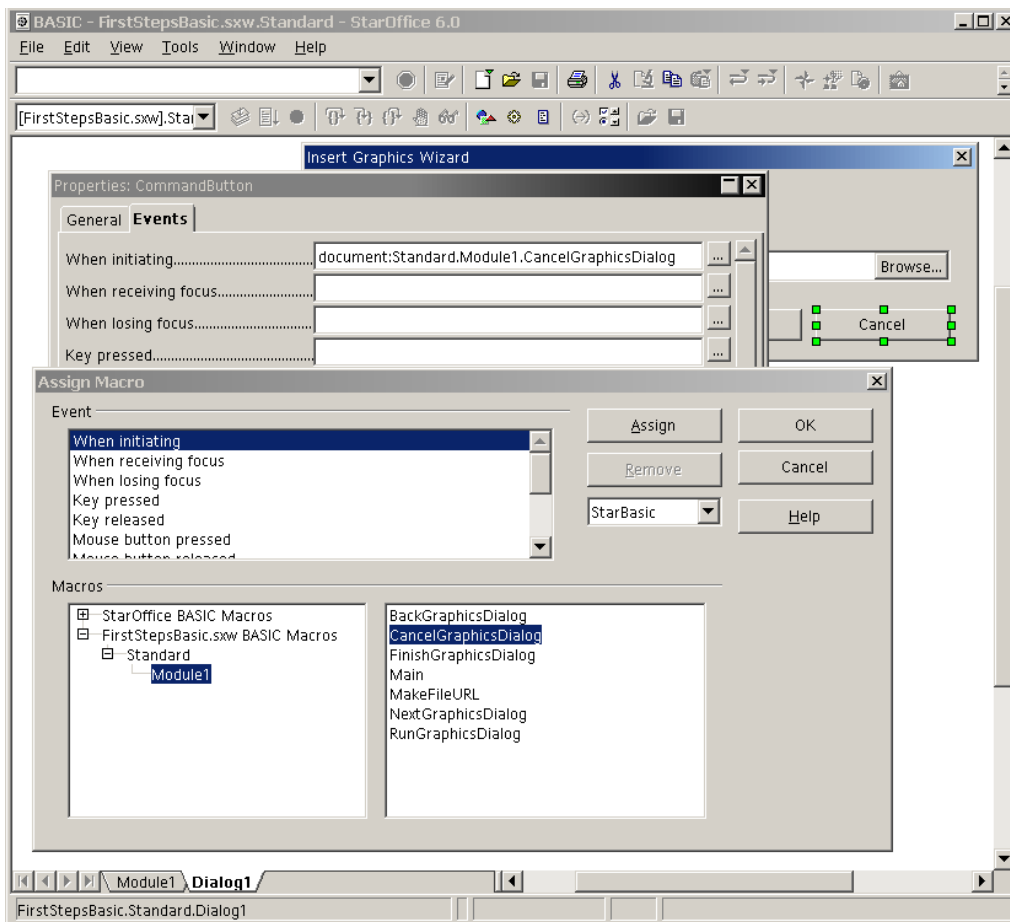 BASIC - FirstStepsBasic.sxw.Standard - StarOffice 6.0
File Edit View Tools Window Help
[FirstStepsBasic.sxw].Sta
Insert Graphics Wizard
Properties: CommandButton
General Events
When initiating document:Standard.Module1.CancelGraphicsDialog ...
Browse...
When receiving focus ...
When losing focus ...
Cancel
Key pressed ...
Assign Macro
Event
When initiating
When receiving focus
When losing focus
Key pressed
Key released
Mouse button pressed
Mouse button released
Assign
OK
Remove
Cancel
StarBasic
Help
Macros
StarOffice BASIC Macros
FirstStepsBasic.sxw BASIC Macros
Standard
Module1
BackGraphicsDialog
CancelGraphicsDialog
FinishGraphicsDialog
Main
MakeFileURL
NextGraphicsDialog
RunGraphicsDialog
Module1 Dialog1
FirstStepsBasic.Standard.Dialog1